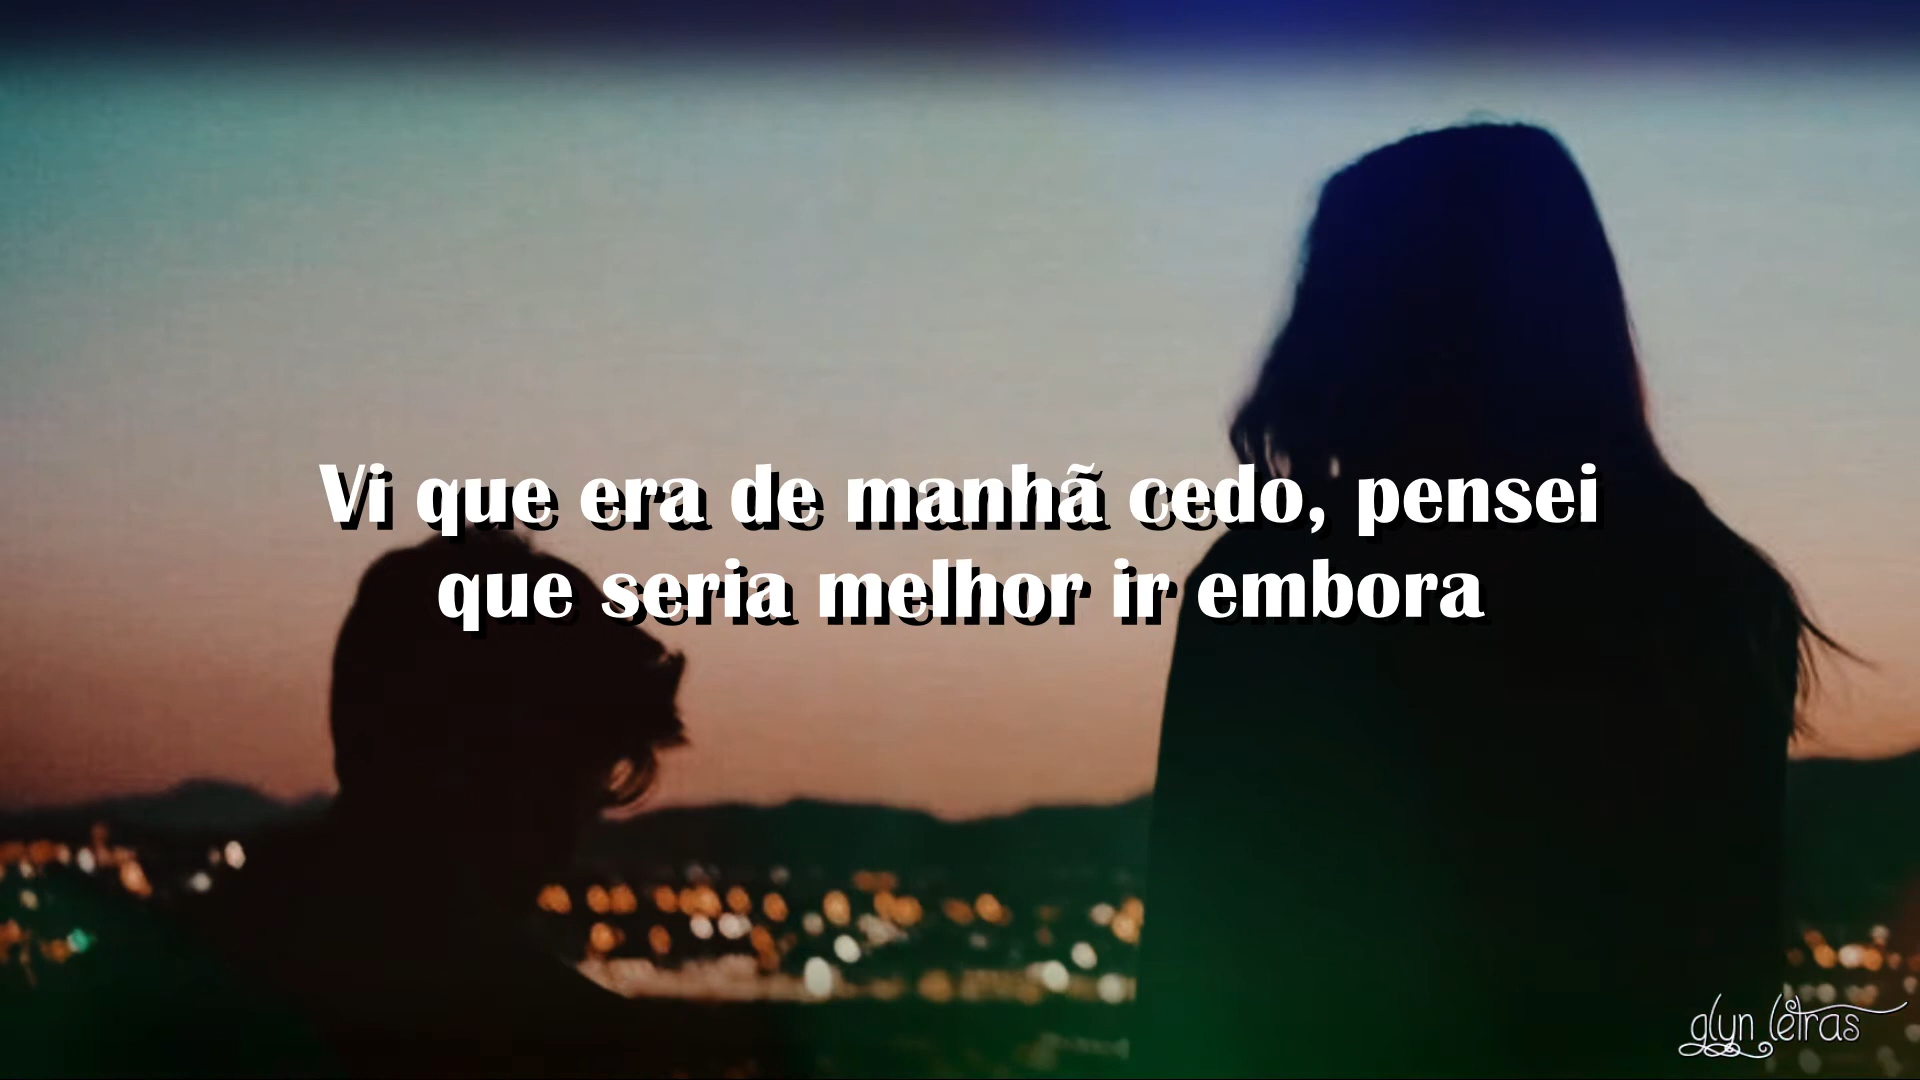 Vi que era de manhã cedo, pensei
que seria melhor ir embora
glyn letras